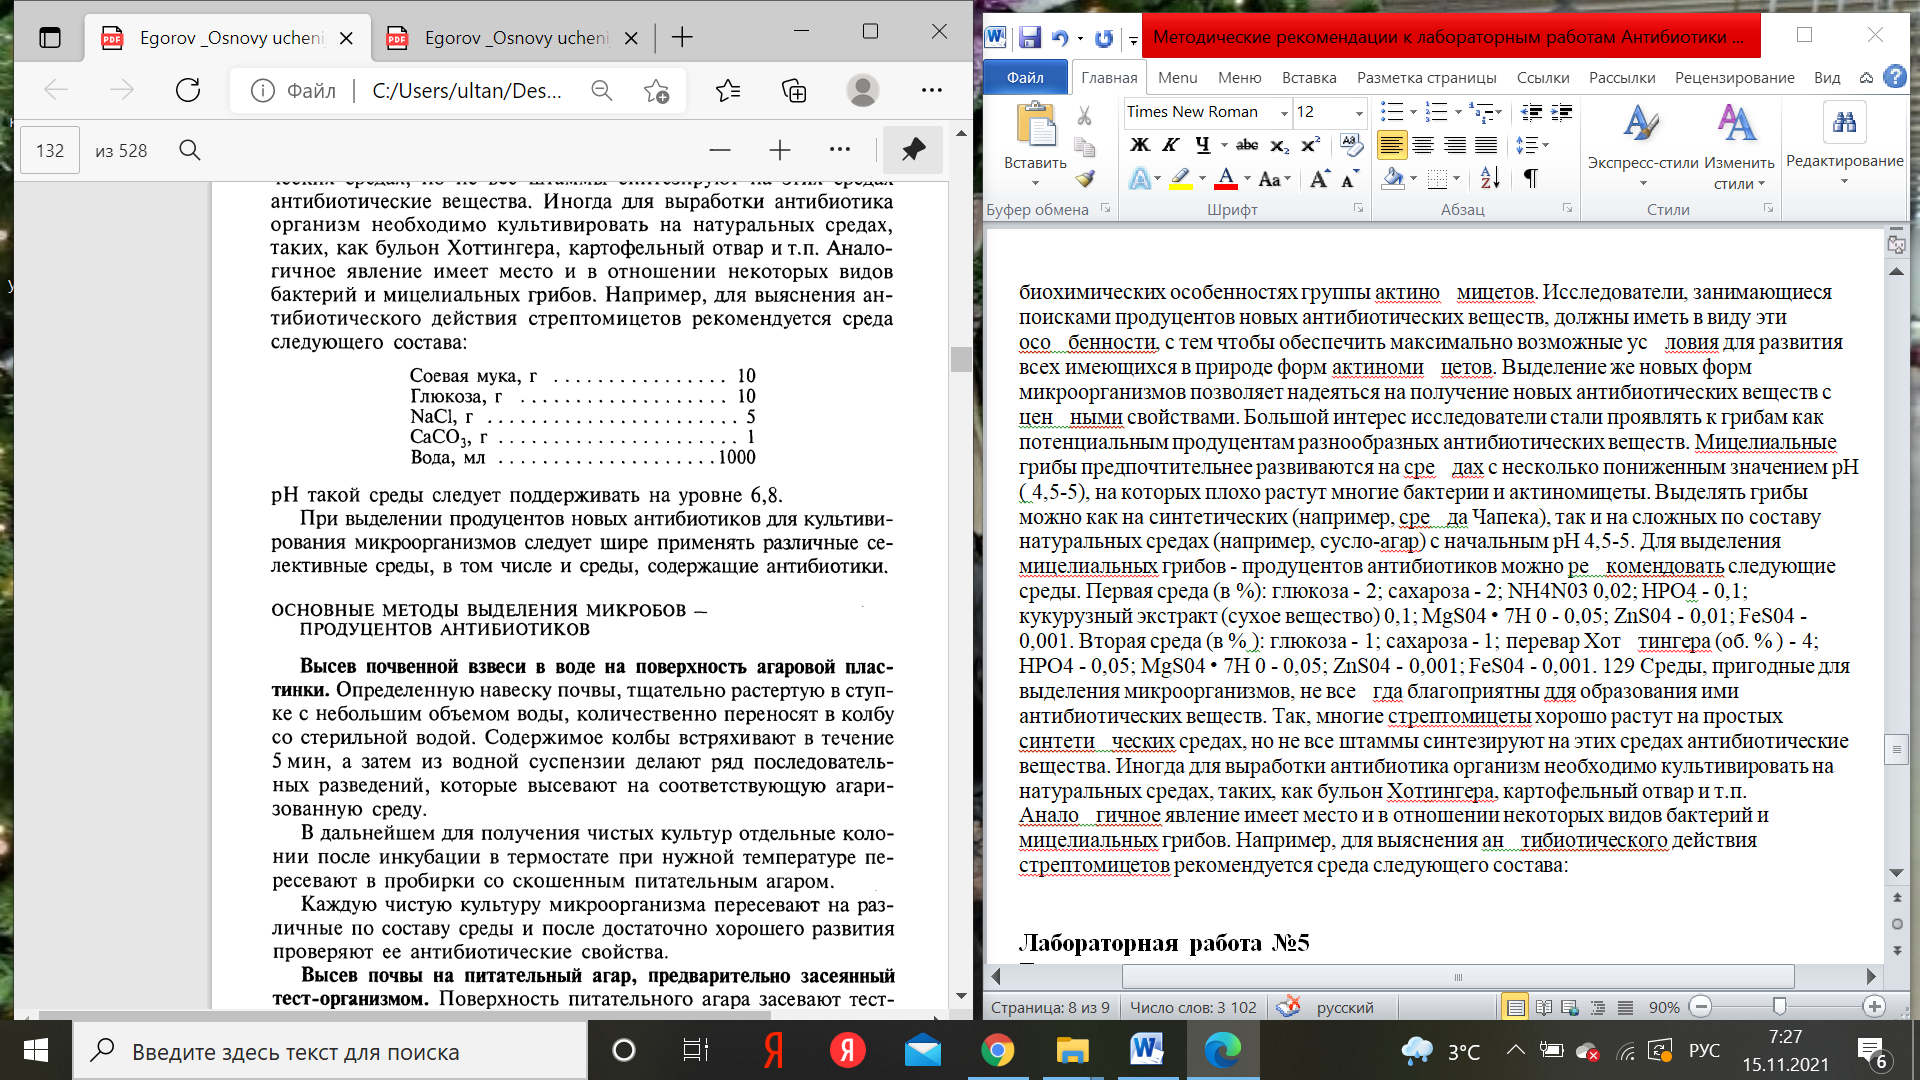 Egorov _Osnovy ucheni
Egorov _Osnovy ucheni
Файл
C:/Users/ultan/Des...
132
из 528
ческих средах, но не все штаммы синтезируют на этих средах
антибиотические вещества. Иногда для выработки антибиотика
организм необходимо культивировать на натуральных средах,
таких, как бульон Хоттингера, картофельный отвар и т.п. Анало-
гичное явление имеет место и в отношении некоторых видов
бактерий и мицелиальных грибов. Например, для выяснения ан-
тибиотического действия стрептомицетов рекомендуется среда
следующего состава:
Соевая мука, г ................ 10
Глюкоза, г .................... 10
NaCl, г ........................ 5
CaCO₃, г ....................... 1
Вода, мл ....................1000
pH такой среды следует поддерживать на уровне 6,8.
При выделении продуцентов новых антибиотиков для культиви-
рования микроорганизмов следует шире применять различные се-
лективные среды, в том числе и среды, содержащие антибиотики.
ОСНОВНЫЕ МЕТОДЫ ВЫДЕЛЕНИЯ МИКРОБОВ —
ПРОДУЦЕНТОВ АНТИБИОТИКОВ
Высев почвенной взвеси в воде на поверхность агаровой плас-
тинки. Определенную навеску почвы, тщательно растертую в ступ-
ке с небольшим объемом воды, количественно переносят в колбу
со стерильной водой. Содержимое колбы встряхивают в течение
5 мин, а затем из водной суспензии делают ряд последователь-
ных разведений, которые высевают на соответствующую агари-
зованную среду.
В дальнейшем для получения чистых культур отдельные коло-
нии после инкубации в термостате при нужной температуре пе-
ресевают в пробирки со скошенным питательным агаром.
Каждую чистую культуру микроорганизма пересевают на раз-
личные по составу среды и после достаточно хорошего развития
проверяют ее антибиотические свойства.
Высев почвы на питательный агар, предварительно засеянный
тест-организмом. Поверхность питательного агара засевают тест-
Методические рекомендации к лабораторным работам Антибиотики ...
Файл
Главная
Menu
Меню
Вставка
Разметка страницы
Ссылки
Рассылки
Рецензирование
Вид
Times New Roman
12
Вставить
Ж К Ч abc x₂ x²
Aa
Экспресс-стили
Изменить
стили
Редактирование
Буфер обмена
Шрифт
Абзац
Стили
биохимических особенностях группы актино мицетов. Исследователи, занимающиеся
поисками продуцентов новых антибиотических веществ, должны иметь в виду эти
осо бенности, с тем чтобы обеспечить максимально возможные ус ловия для развития
всех имеющихся в природе форм актиноми цетов. Выделение же новых форм
микроорганизмов позволяет надеяться на получение новых антибиотических веществ с
цен ными свойствами. Большой интерес исследователи стали проявлять к грибам как
потенциальным продуцентам разнообразных антибиотических веществ. Мицелиальные
грибы предпочтительнее развиваются на сре дах с несколько пониженным значением pH
( 4,5-5), на которых плохо растут многие бактерии и актиномицеты. Выделять грибы
можно как на синтетических (например, сре да Чапека), так и на сложных по составу
натуральных средах (например, сусло-агар) с начальным pH 4,5-5. Для выделения
мицелиальных грибов - продуцентов антибиотиков можно ре комендовать следующие
среды. Первая среда (в %): глюкоза - 2; сахароза - 2; NH4N03 0,02; HPO4 - 0,1;
кукурузный экстракт (сухое вещество) 0,1; MgS04 • 7H 0 - 0,05; ZnS04 - 0,01; FeS04 -
0,001. Вторая среда (в % ): глюкоза - 1; сахароза - 1; перевар Хот тингера (об. % ) - 4;
HPO4 - 0,05; MgS04 • 7H 0 - 0,05; ZnS04 - 0,001; FeS04 - 0,001. 129 Среды, пригодные для
выделения микроорганизмов, не все гда благоприятны ддя образования ими
антибиотических веществ. Так, многие стрептомицеты хорошо растут на простых
синтети ческих средах, но не все штаммы синтезируют на этих средах антибиотические
вещества. Иногда для выработки антибиотика организм необходимо культивировать на
натуральных средах, таких, как бульон Хоттингера, картофельный отвар и т.п.
Анало гичное явление имеет место и в отношении некоторых видов бактерий и
мицелиальных грибов. Например, для выяснения ан тибиотического действия
стрептомицетов рекомендуется среда следующего состава:
Лабораторная работа №5
Страница: 8 из 9
Число слов: 3 102
русский
90%
Введите здесь текст для поиска
3°C
РУС
7:27
15.11.2021
6